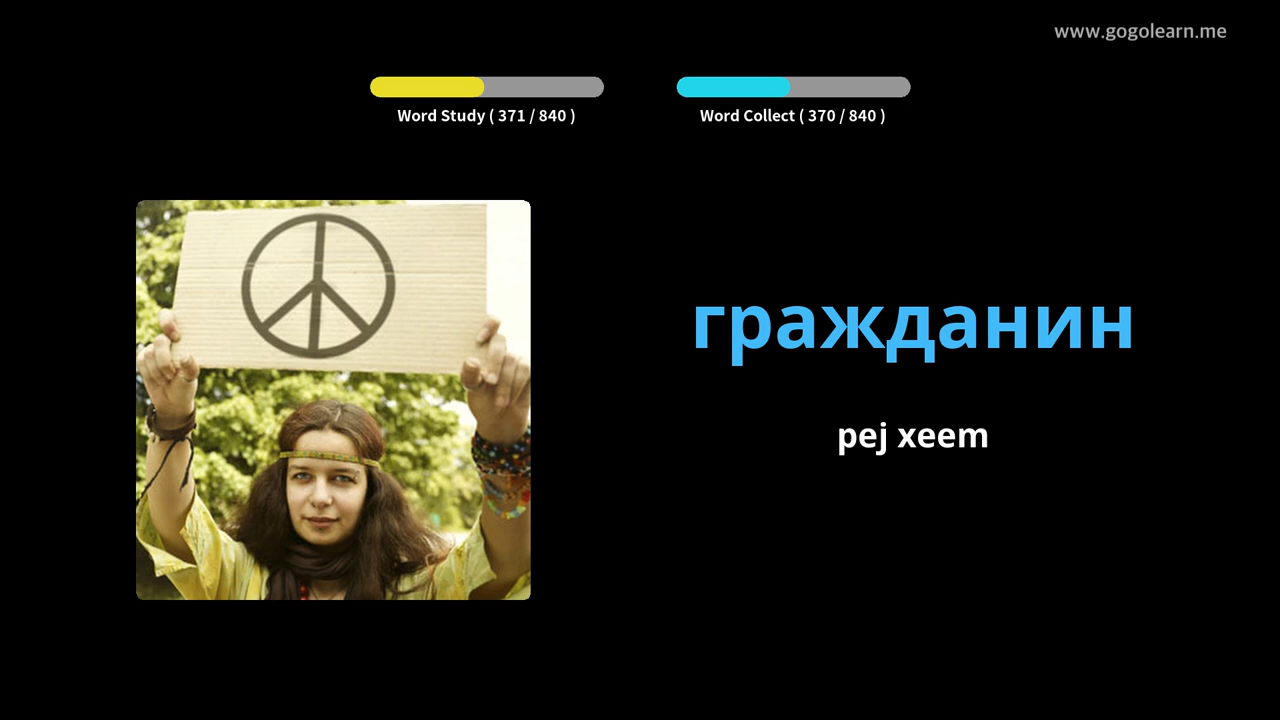 www.gogolearn.me
Word Study ( 371 / 840 )
Word Collect ( 370 / 840 )
гражданин
pej xeem